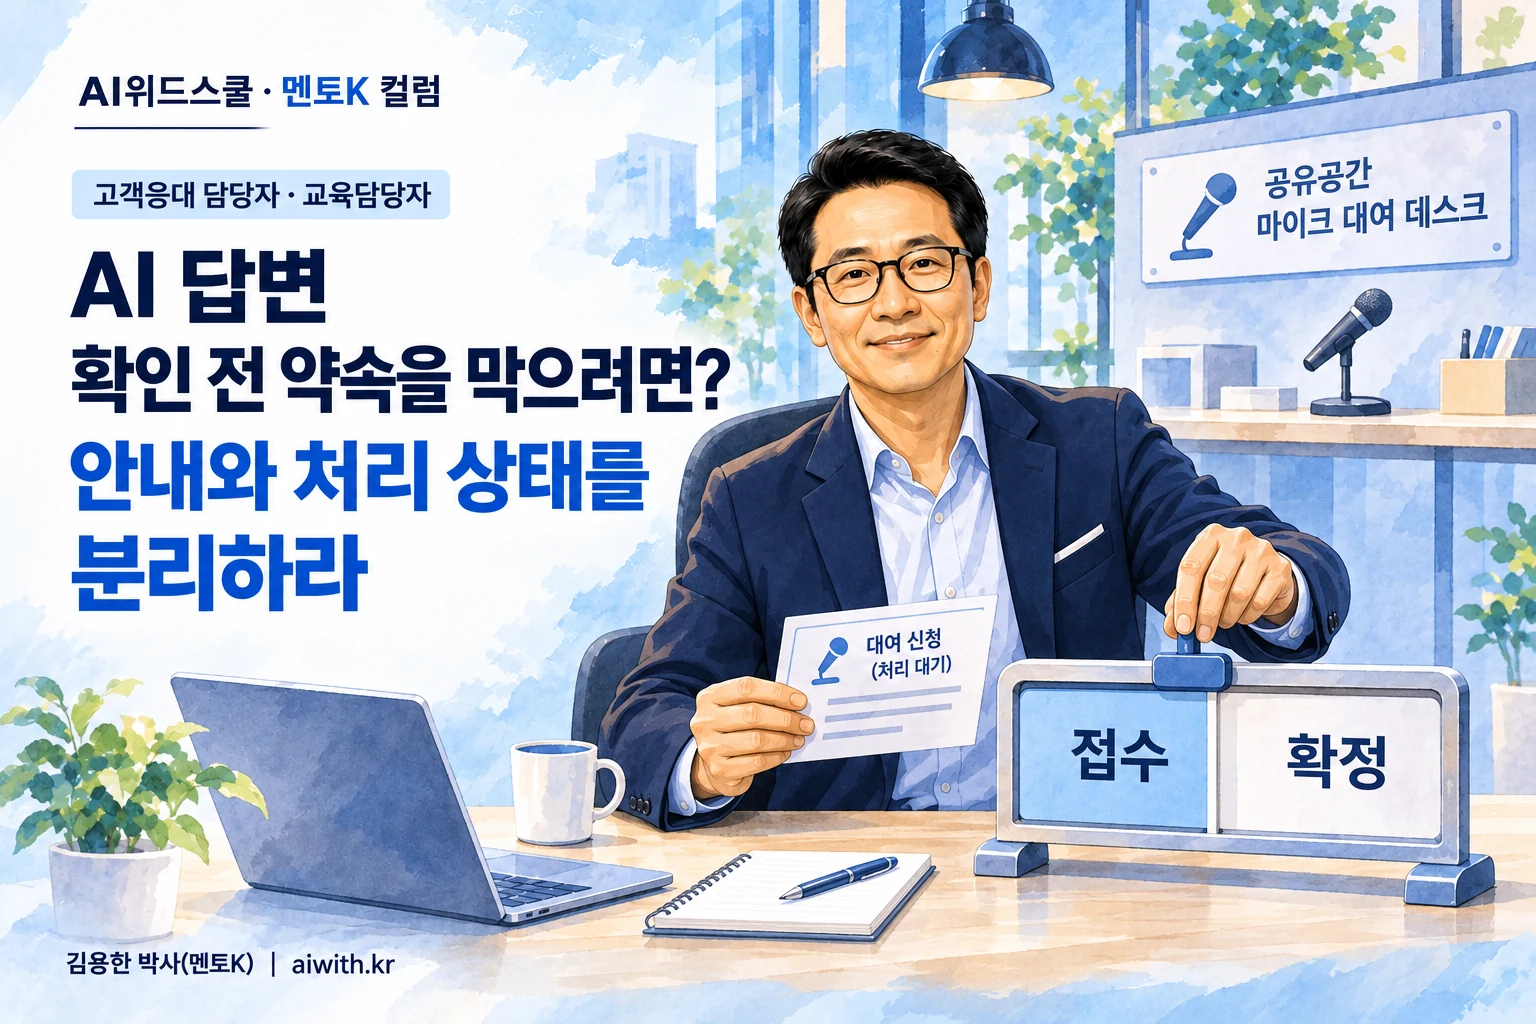 AI위드스쿨 · 멘토K 컬럼
고객응대 담당자 · 교육담당자
AI 답변
확인 전 약속을 막으려면?
안내와 처리 상태를
분리하라
공유공간
마이크 대여 데스크
대여 신청
(처리 대기)
접수
확정
김용한 박사(멘토K) | aiwith.kr